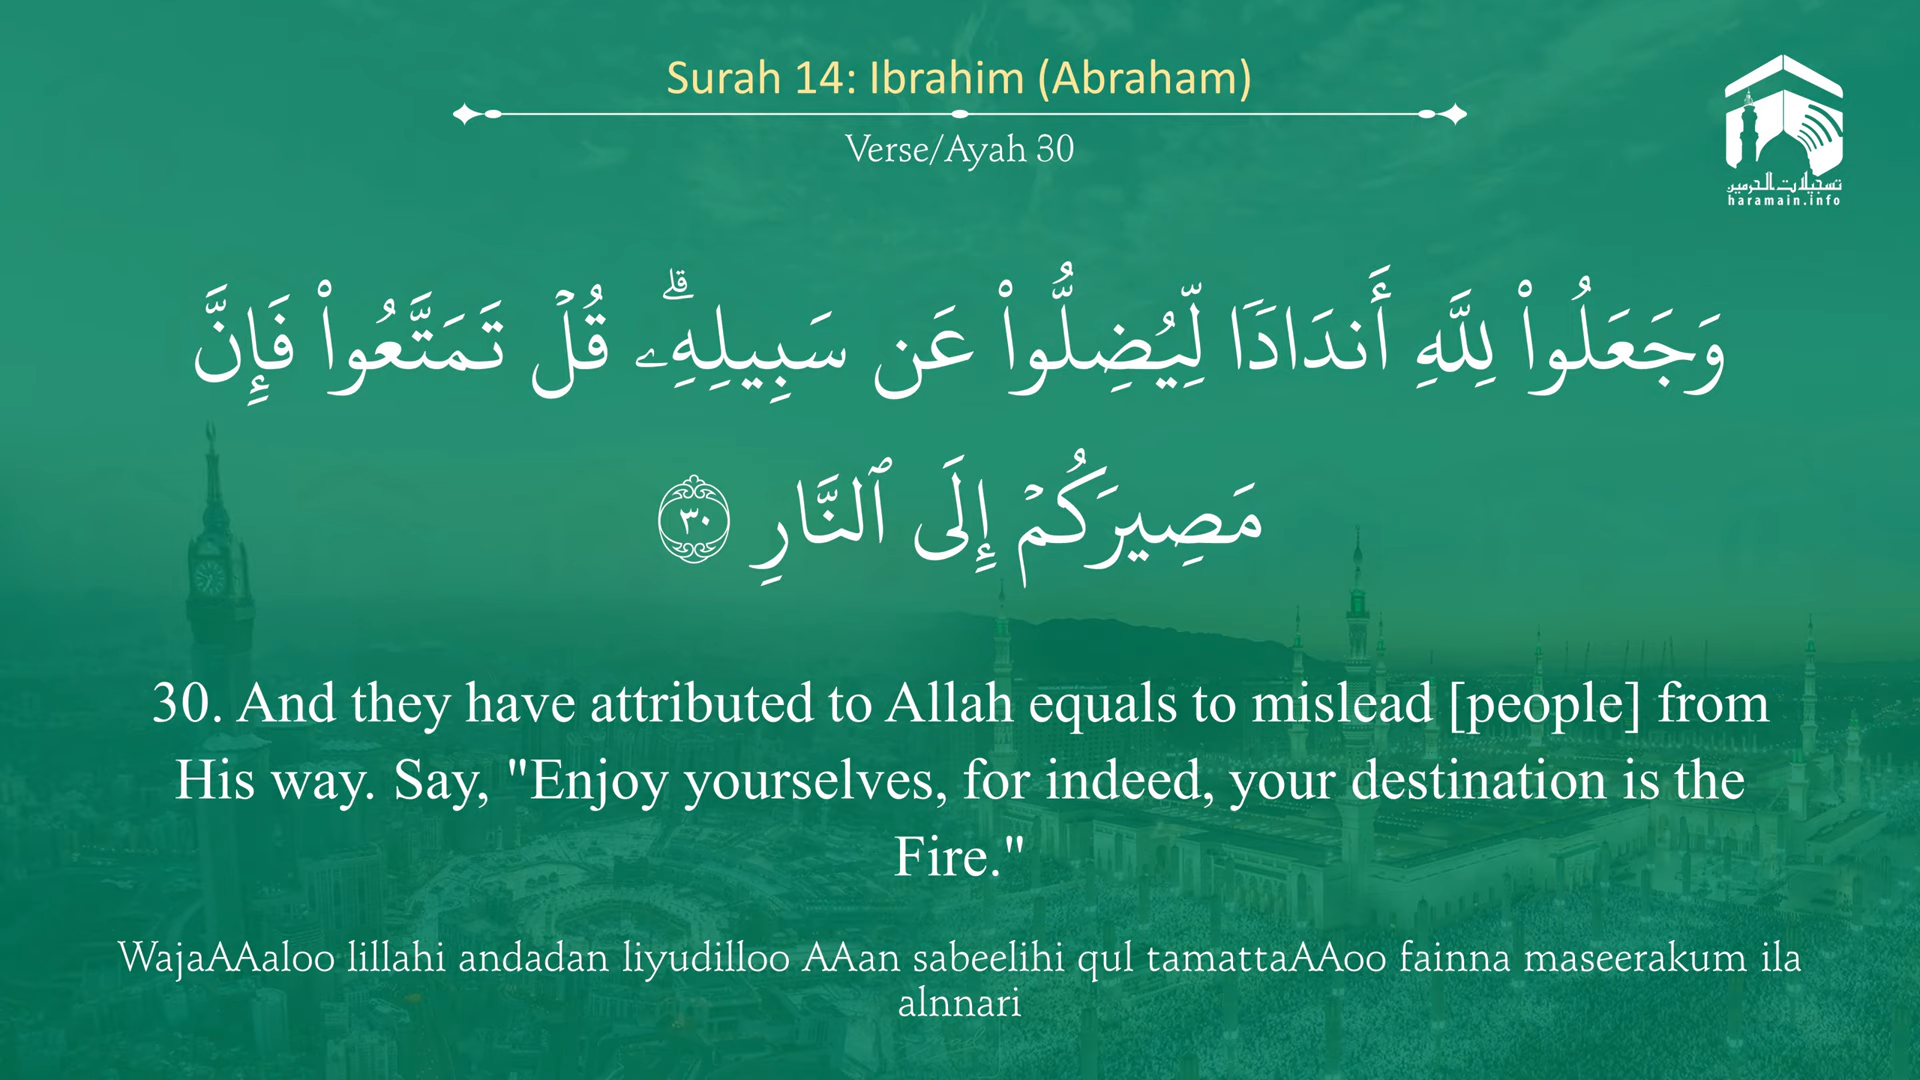 Surah 14: Ibrahim (Abraham)
Verse/Ayah 30
تسجيلات الحرمين
haramain.info
وَجَعَلُوا۟ لِلَّهِ أَندَادًۭا لِّيُضِلُّوا۟ عَن سَبِيلِهِۦ ۗ قُلْ تَمَتَّعُوا۟ فَإِنَّ
مَصِيرَكُمْ إِلَى ٱلنَّارِ ٣٠
30. And they have attributed to Allah equals to mislead [people] from
His way. Say, "Enjoy yourselves, for indeed, your destination is the
Fire."
WajaAAaloo lillahi andadan liyudilloo AAan sabeelihi qul tamattaAAoo fainna maseerakum ila
alnnari